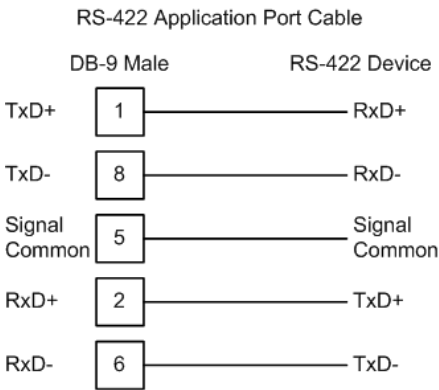 RS-422 Application Port Cable
DB-9 Male RS-422 Device
TxD+ 1 RxD+
TxD- 8 RxD-
Signal Common 5 Signal Common
RxD+ 2 TxD+
RxD- 6 TxD-